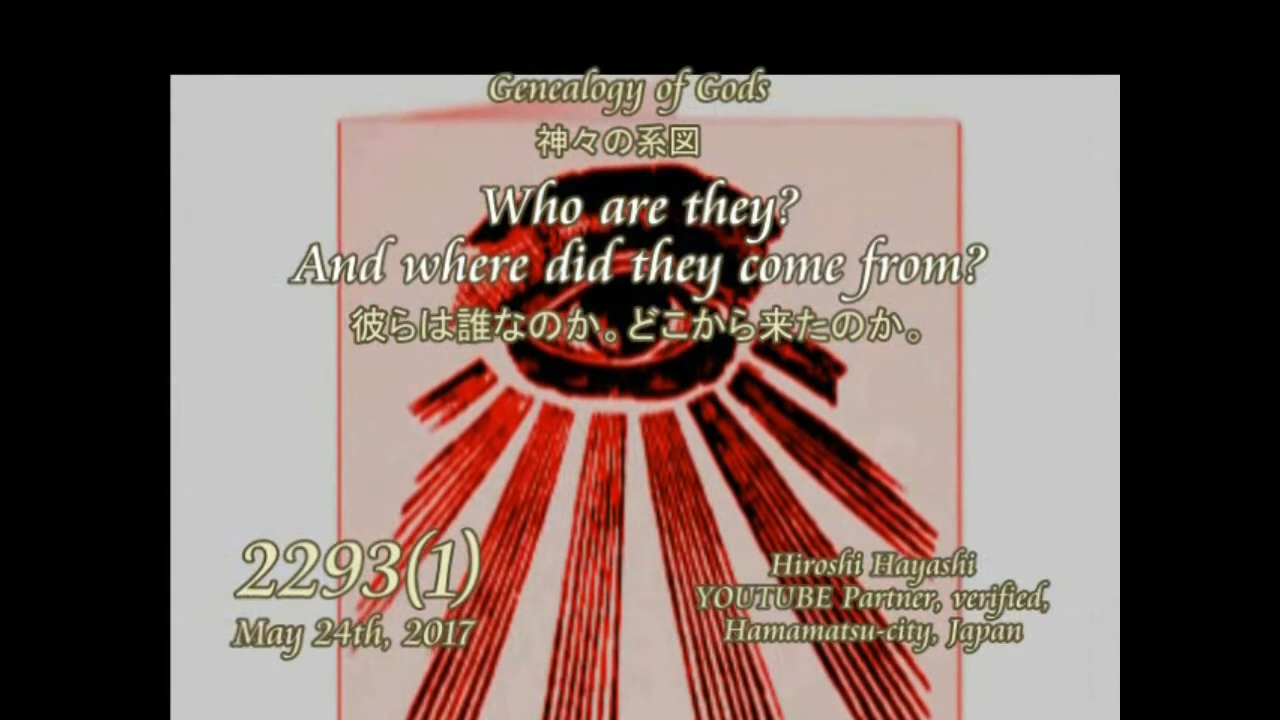 Genealogy of Gods
神々の系図
Who are they?
And where did they come from?
彼らは誰なのか。どこから来たのか。
2293(1)
May 24th, 2017
Hiroshi Hayashi
YOUTUBE Partner, verified,
Hamamatsu-city, Japan